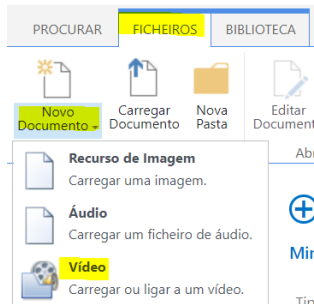 PROCURAR FICHEIROS BIBLIOTECA
Novo Carregar Nova Editar
Documento Documento Pasta Document
Recurso de Imagem
Carregar uma imagem.
Áudio
Carregar um ficheiro de áudio.
Vídeo
Carregar ou ligar a um vídeo.